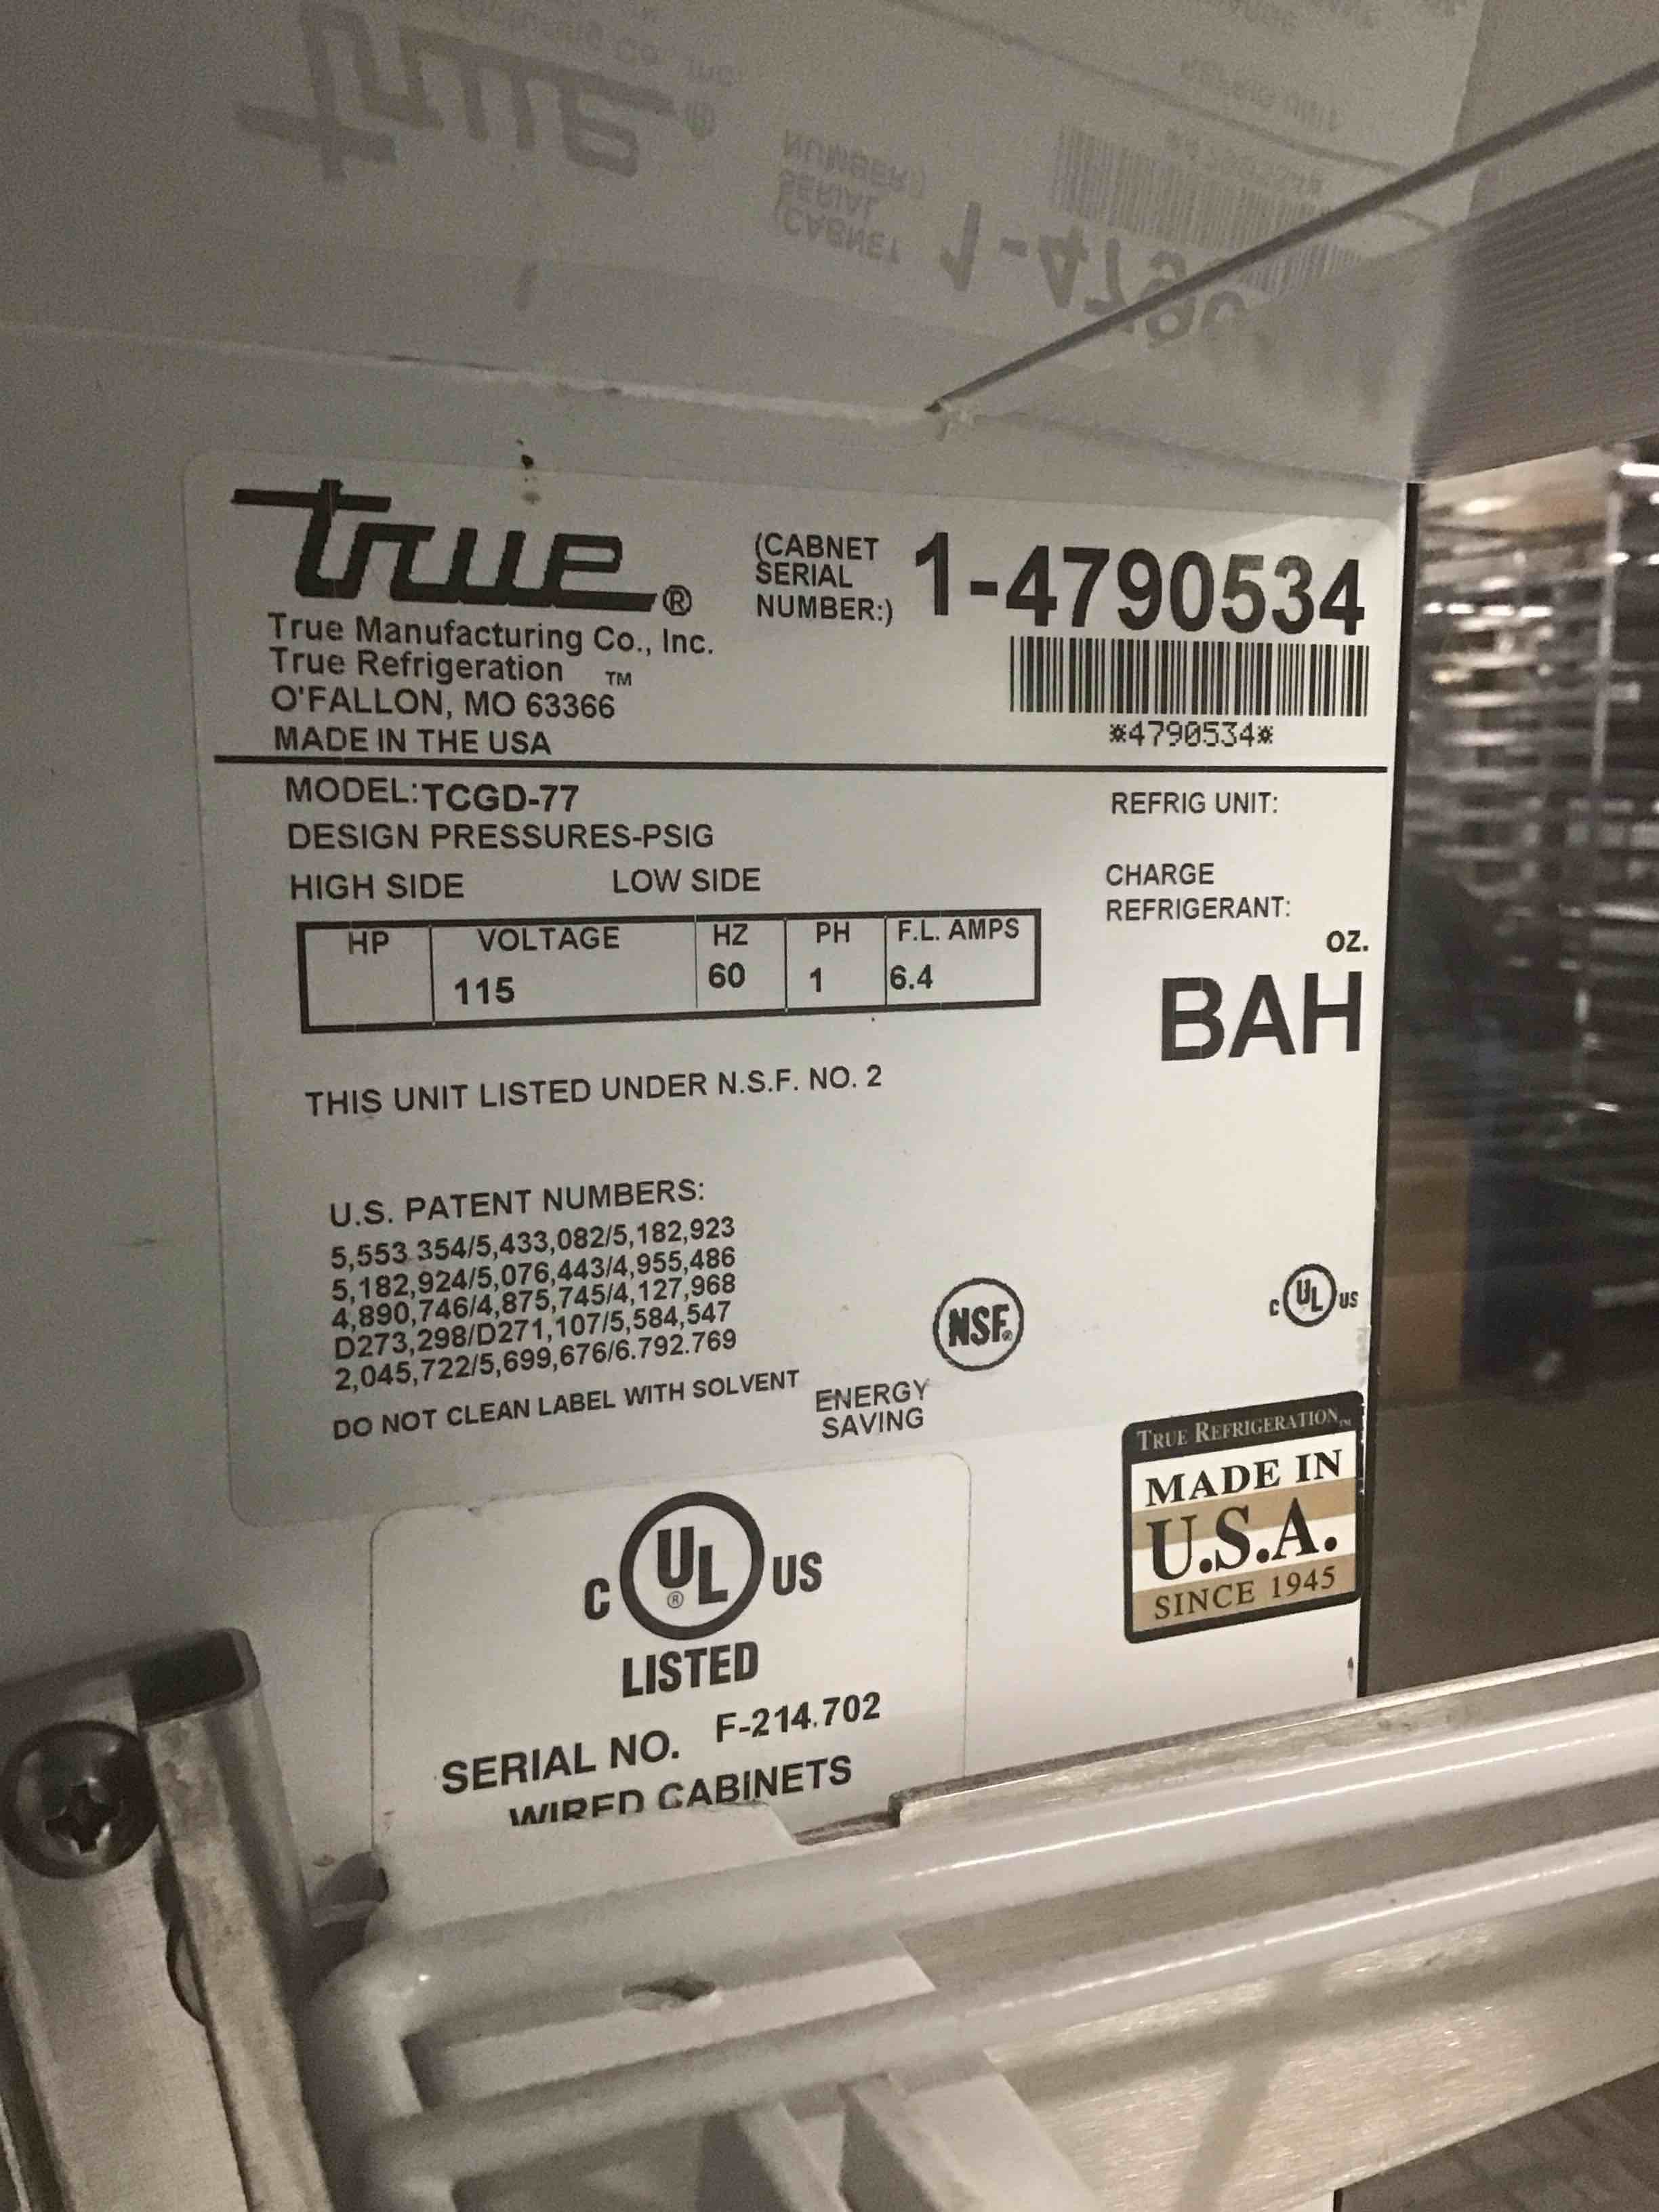 true®
True Manufacturing Co., Inc.
True Refrigeration ™
O'FALLON, MO 63366
MADE IN THE USA
(CABNET
SERIAL
NUMBER:)
1-4790534
*4790534*
MODEL:TCGD-77
DESIGN PRESSURES-PSIG
HIGH SIDE LOW SIDE
REFRIG UNIT:
CHARGE
REFRIGERANT:
OZ.
HP VOLTAGE HZ PH F.L. AMPS
115 60 1 6.4
BAH
THIS UNIT LISTED UNDER N.S.F. NO. 2
U.S. PATENT NUMBERS:
5,553 354/5,433,082/5,182,923
5,182,924/5,076,443/4,955,486
4,890,746/4,875,745/4,127,968
D273,298/D271,107/5,584,547
2,045,722/5,699,676/6.792.769
DO NOT CLEAN LABEL WITH SOLVENT
ENERGY
SAVING
NSF®
C UL US
TRUE REFRIGERATION™
MADE IN
U.S.A.
SINCE 1945
C UL® US
LISTED
SERIAL NO. F-214.702
WIRED CABINETS